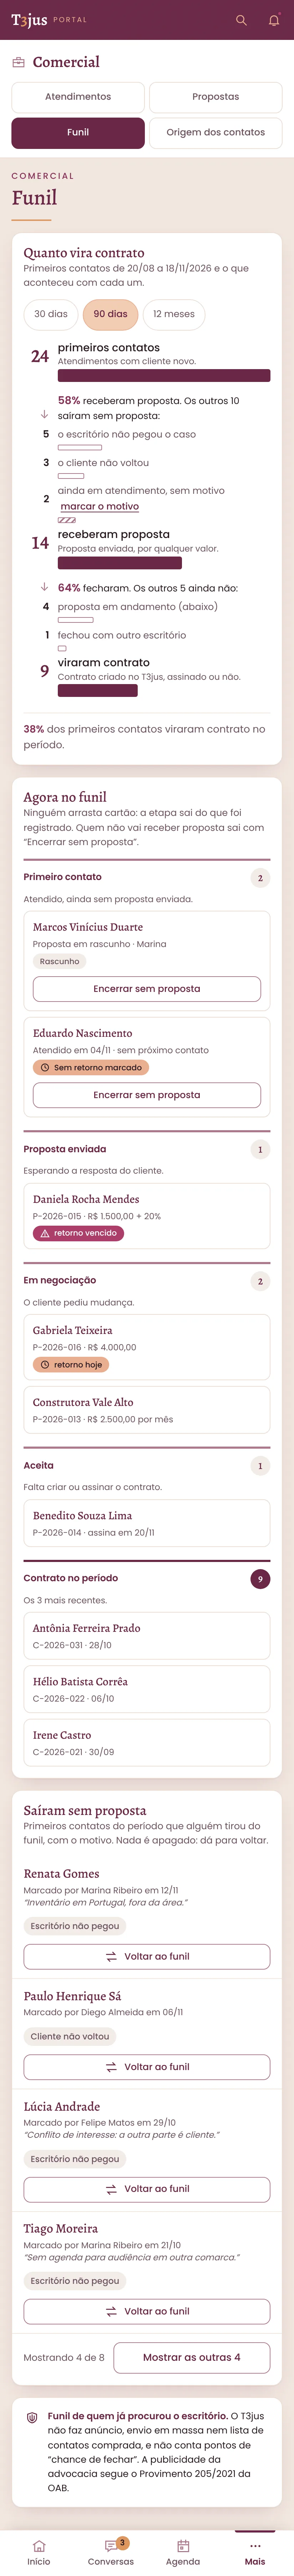 T3jus PORTAL
Comercial
Atendimentos
Propostas
Funil
Origem dos contatos
COMERCIAL
Funil
Quanto vira contrato
Primeiros contatos de 20/08 a 18/11/2026 e o que
aconteceu com cada um.
30 dias
90 dias
12 meses
24
primeiros contatos
Atendimentos com cliente novo.
58% receberam proposta. Os outros 10
saíram sem proposta:
5
o escritório não pegou o caso
3
o cliente não voltou
2
ainda em atendimento, sem motivo
marcar o motivo
14
receberam proposta
Proposta enviada, por qualquer valor.
64% fecharam. Os outros 5 ainda não:
4
proposta em andamento (abaixo)
1
fechou com outro escritório
9
viraram contrato
Contrato criado no T3jus, assinado ou não.
38% dos primeiros contatos viraram contrato no
período.
Agora no funil
Ninguém arrasta cartão: a etapa sai do que foi
registrado. Quem não vai receber proposta sai com
“Encerrar sem proposta”.
Primeiro contato
2
Atendido, ainda sem proposta enviada.
Marcos Vinícius Duarte
Proposta em rascunho · Marina
Rascunho
Encerrar sem proposta
Eduardo Nascimento
Atendido em 04/11 · sem próximo contato
Sem retorno marcado
Encerrar sem proposta
Proposta enviada
1
Esperando a resposta do cliente.
Daniela Rocha Mendes
P-2026-015 · R$ 1.500,00 + 20%
retorno vencido
Em negociação
2
O cliente pediu mudança.
Gabriela Teixeira
P-2026-016 · R$ 4.000,00
retorno hoje
Construtora Vale Alto
P-2026-013 · R$ 2.500,00 por mês
Aceita
1
Falta criar ou assinar o contrato.
Benedito Souza Lima
P-2026-014 · assina em 20/11
Contrato no período
9
Os 3 mais recentes.
Antônia Ferreira Prado
C-2026-031 · 28/10
Hélio Batista Corrêa
C-2026-022 · 06/10
Irene Castro
C-2026-021 · 30/09
Saíram sem proposta
Primeiros contatos do período que alguém tirou do
funil, com o motivo. Nada é apagado: dá para voltar.
Renata Gomes
Marcado por Marina Ribeiro em 12/11
“Inventário em Portugal, fora da área.”
Escritório não pegou
Voltar ao funil
Paulo Henrique Sá
Marcado por Diego Almeida em 06/11
Cliente não voltou
Voltar ao funil
Lúcia Andrade
Marcado por Felipe Matos em 29/10
“Conflito de interesse: a outra parte é cliente.”
Escritório não pegou
Voltar ao funil
Tiago Moreira
Marcado por Marina Ribeiro em 21/10
“Sem agenda para audiência em outra comarca.”
Escritório não pegou
Voltar ao funil
Mostrando 4 de 8
Mostrar as outras 4
Funil de quem já procurou o escritório. O T3jus
não faz anúncio, envio em massa nem lista de
contatos comprada, e não conta pontos de
“chance de fechar”. A publicidade da
advocacia segue o Provimento 205/2021 da
OAB.
3
Início
Conversas
Agenda
Mais